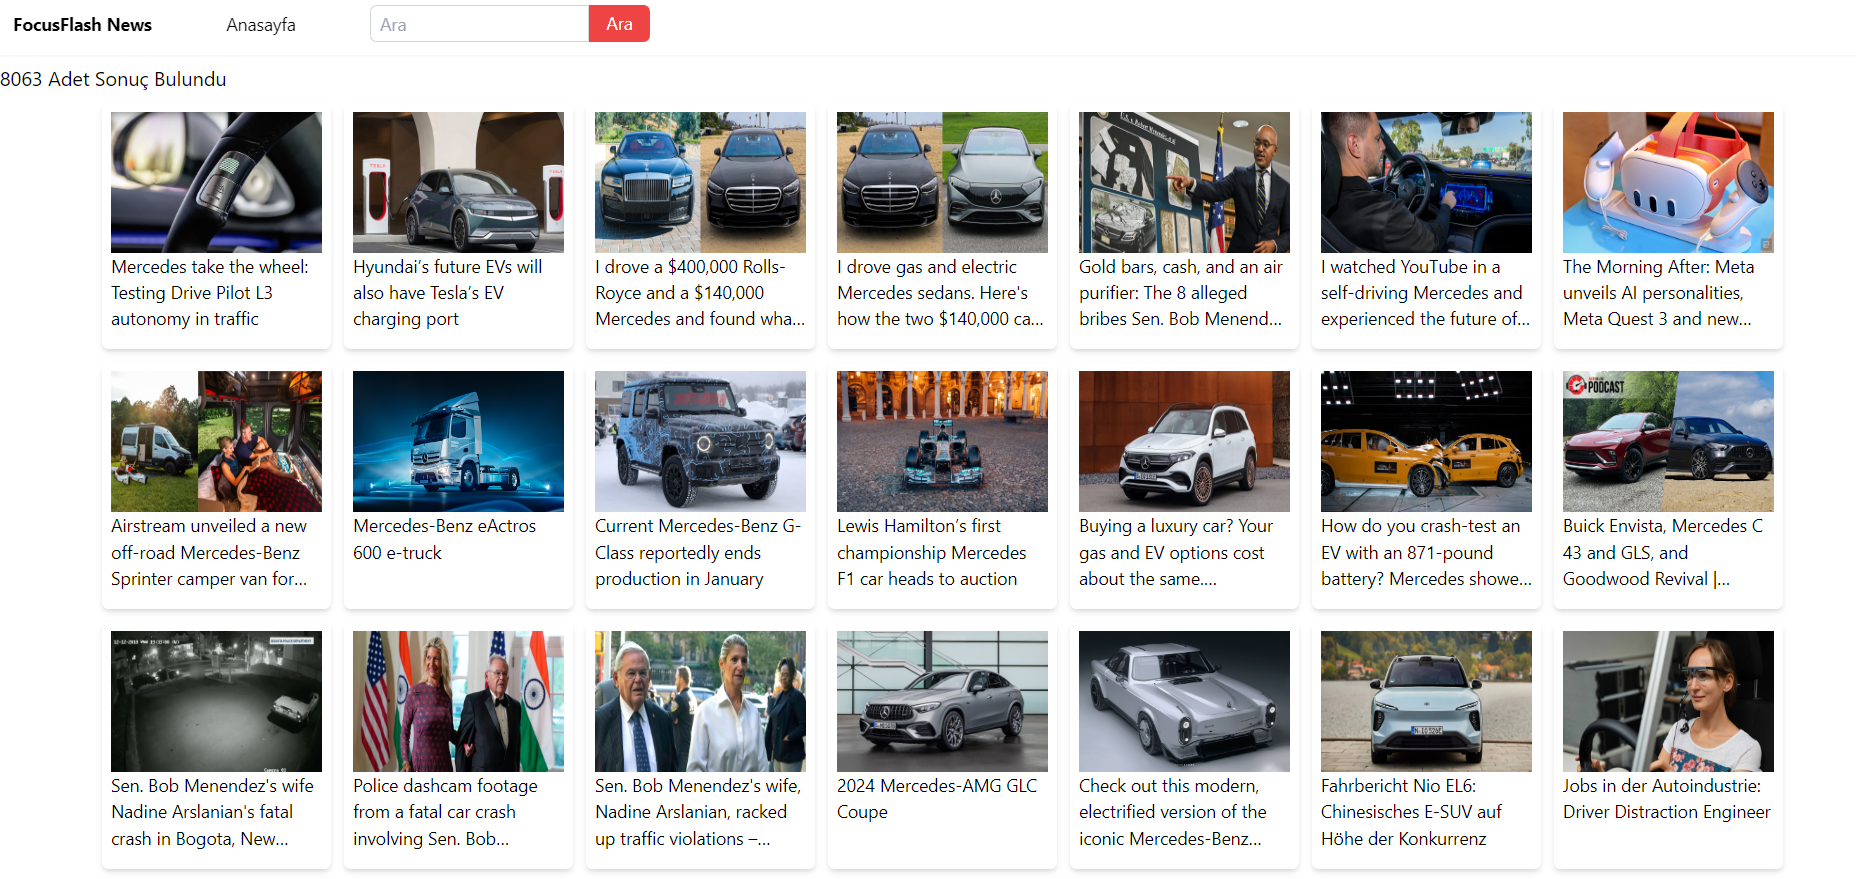 FocusFlash News
Anasayfa
Ara
Ara
8063 Adet Sonuç Bulundu
Mercedes take the wheel:
Testing Drive Pilot L3
autonomy in traffic
Hyundai’s future EVs will
also have Tesla’s EV
charging port
I drove a $400,000 Rolls-
Royce and a $140,000
Mercedes and found wha...
I drove gas and electric
Mercedes sedans. Here's
how the two $140,000 ca...
Gold bars, cash, and an air
purifier: The 8 alleged
bribes Sen. Bob Menend...
I watched YouTube in a
self-driving Mercedes and
experienced the future of...
The Morning After: Meta
unveils AI personalities,
Meta Quest 3 and new...
PODCAST
Airstream unveiled a new
off-road Mercedes-Benz
Sprinter camper van for...
Mercedes-Benz eActros
600 e-truck
Current Mercedes-Benz G-
Class reportedly ends
production in January
Lewis Hamilton’s first
championship Mercedes
F1 car heads to auction
Buying a luxury car? Your
gas and EV options cost
about the same....
How do you crash-test an
EV with an 871-pound
battery? Mercedes showe...
Buick Envista, Mercedes C
43 and GLS, and
Goodwood Revival |...
Sen. Bob Menendez's wife
Nadine Arslanian's fatal
crash in Bogota, New...
Police dashcam footage
from a fatal car crash
involving Sen. Bob...
Sen. Bob Menendez's wife,
Nadine Arslanian, racked
up traffic violations –...
2024 Mercedes-AMG GLC
Coupe
Check out this modern,
electrified version of the
iconic Mercedes-Benz...
Fahrbericht Nio EL6:
Chinesisches E-SUV auf
Höhe der Konkurrenz
Jobs in der Autoindustrie:
Driver Distraction Engineer